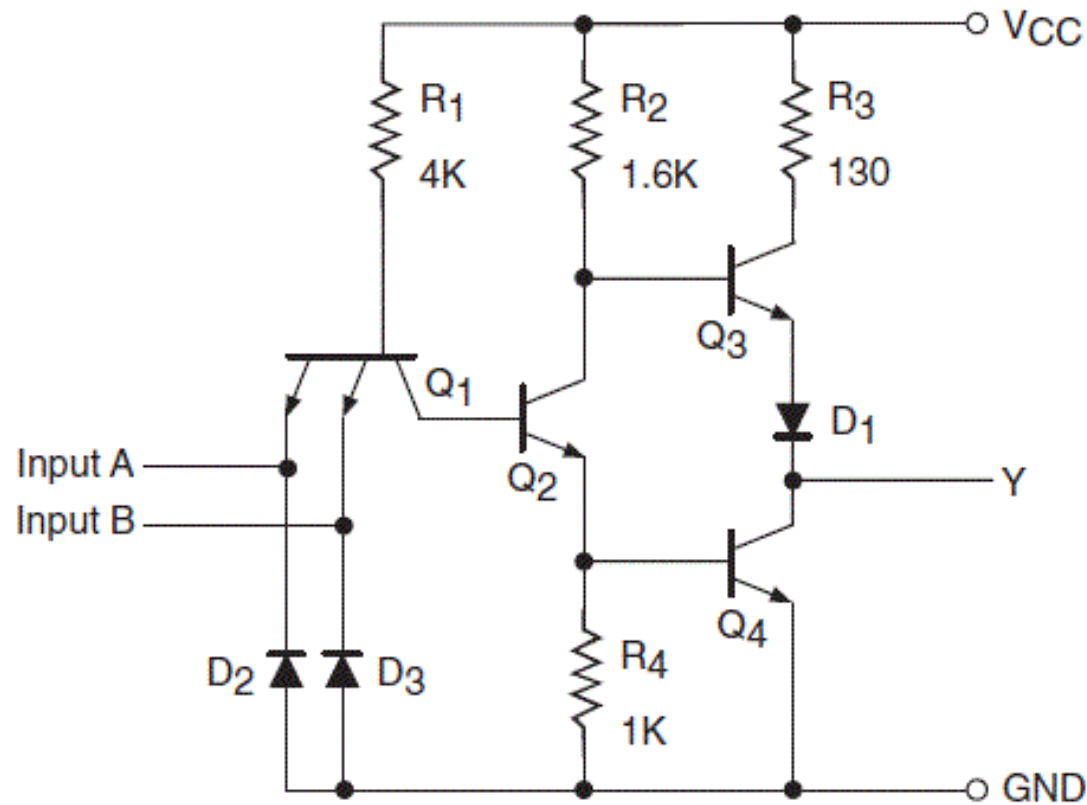 VCC
R1
4K
R2
1.6K
R3
130
Q1
Q3
D1
Input A
Input B
Q2
Y
Q4
D2
D3
R4
1K
GND